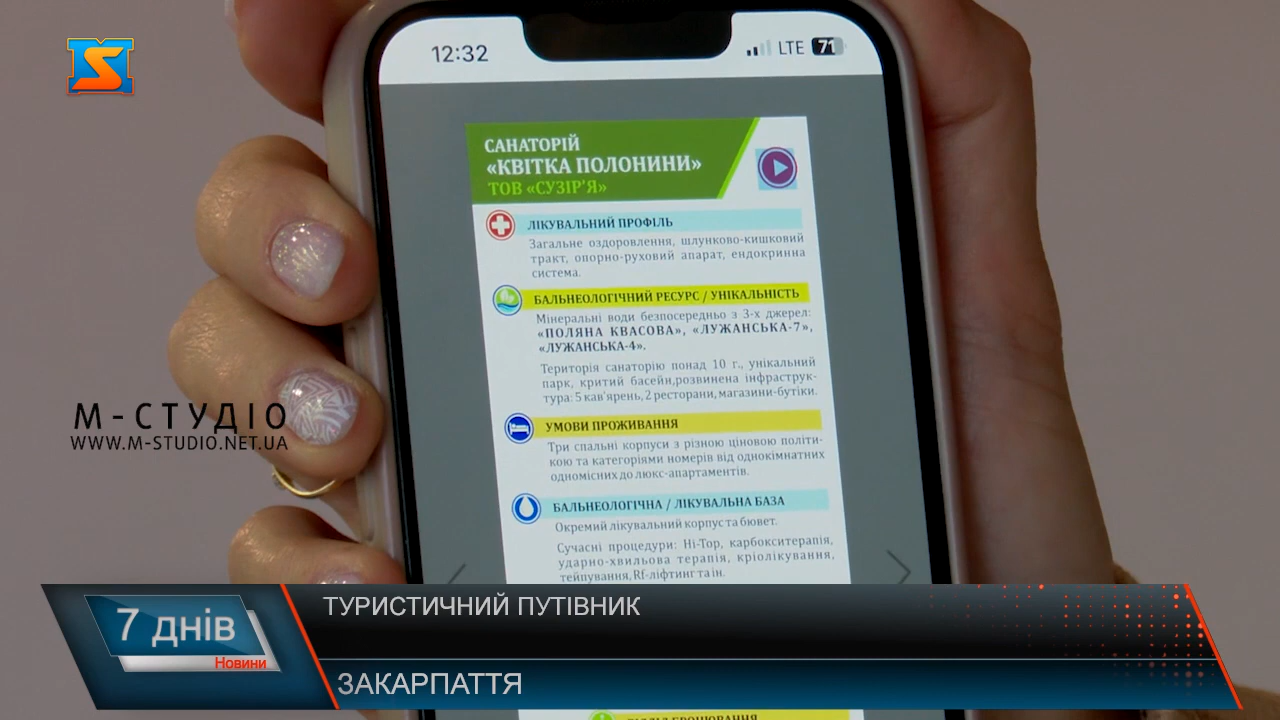 12:32
LTE 71
САНАТОРІЙ
«КВІТКА ПОЛОНИНИ»
ТОВ «СУЗІР'Я»
ЛІКУВАЛЬНИЙ ПРОФІЛЬ
Загальне оздоровлення, шлунково-кишковий
тракт, опорно-руховий апарат, ендокринна
система.
БАЛЬНЕОЛОГІЧНИЙ РЕСУРС / УНІКАЛЬНІСТЬ
Мінеральні води безпосередньо з 3-х джерел:
«ПОЛЯНА КВАСОВА», «ЛУЖАНСЬКА-7»,
«ЛУЖАНСЬКА-4».
Територія санаторію понад 10 г., унікальний
парк, критий басейн,розвинена інфраструк-
тура: 5 кав'ярень, 2 ресторани, магазини-бутіки.
УМОВИ ПРОЖИВАННЯ
Три спальні корпуси з різною ціновою політи-
кою та категоріями номерів від однокімнатних
одномісних до люкс-апартаментів.
БАЛЬНЕОЛОГІЧНА / ЛІКУВАЛЬНА БАЗА
Окремий лікувальний корпус та бювет.
Сучасні процедури: Hi-Top, карбокситерапія,
ударно-хвильова терапія, кріолікування,
тейпування, Rf-ліфтинг та ін.
М-СТУДІО
WWW.M-STUDIO.NET.UA
7 днів
Новини
ТУРИСТИЧНИЙ ПУТІВНИК
ЗАКАРПАТТЯ